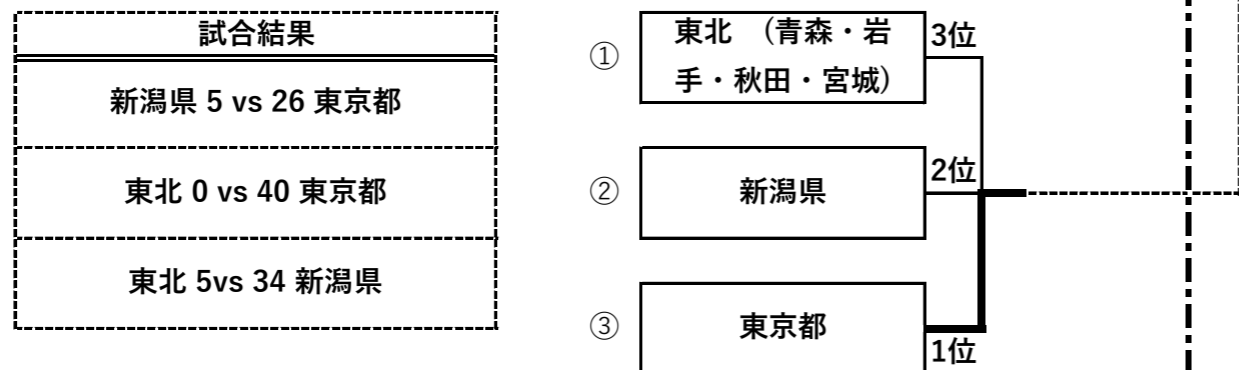 試合結果
新潟県 5 vs 26 東京都
東北 0 vs 40 東京都
東北 5vs 34 新潟県
①
東北　（青森・岩
手・秋田・宮城）
3位
②
新潟県
2位
③
東京都
1位